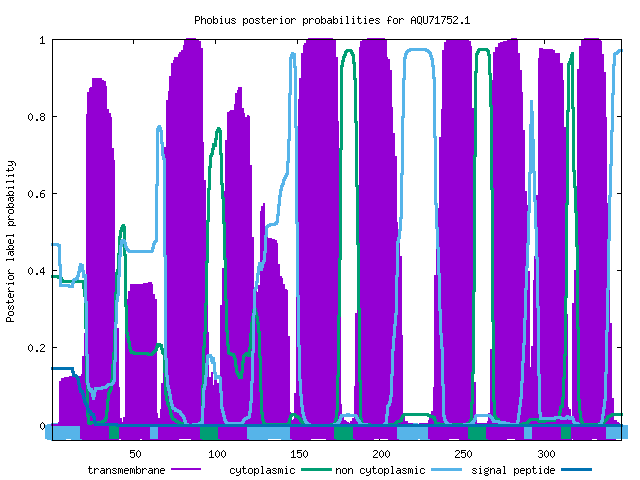 Phobius posterior probabilities for AQU71752.1
Posterior label probability
1
0.8
0.6
0.4
0.2
0
50
100
150
200
250
300
transmembrane
cytoplasmic
non cytoplasmic
signal peptide